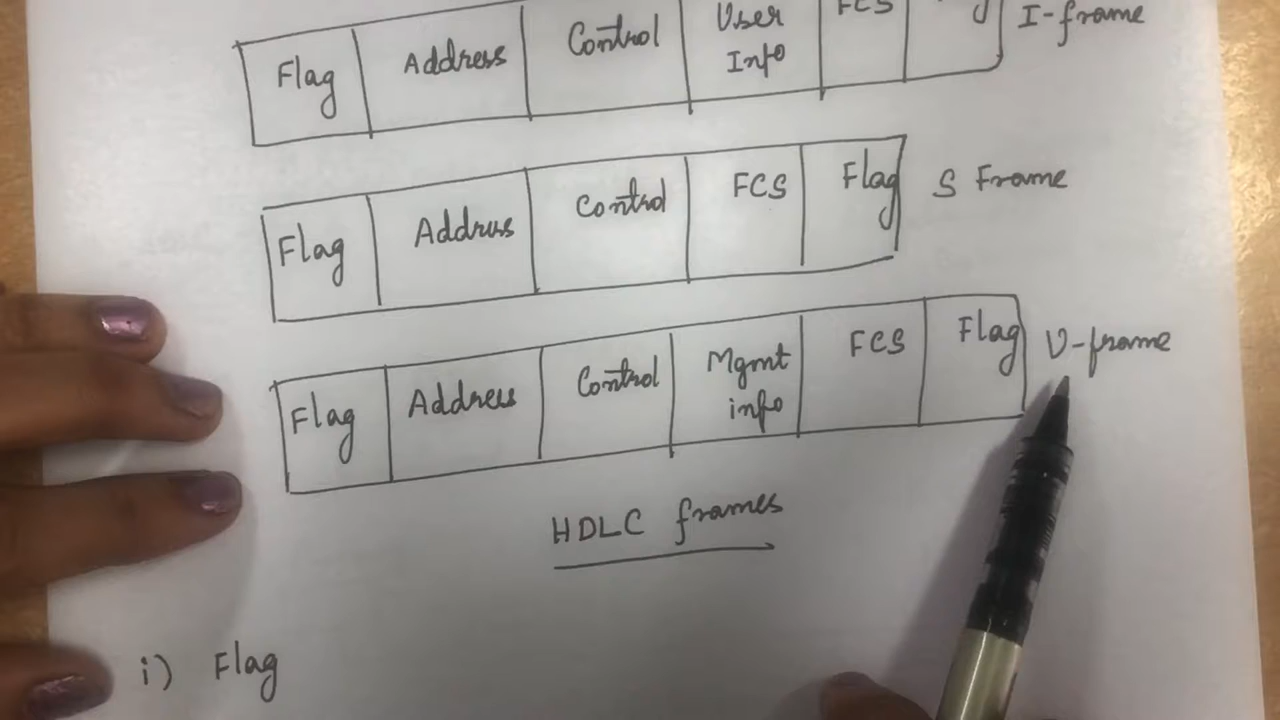 Flag Address Control User Info FCS I-frame
Flag Address Control FCS Flag S Frame
Flag Address Control Mgmt info FCS Flag U-frame
HDLC frames
i) Flag